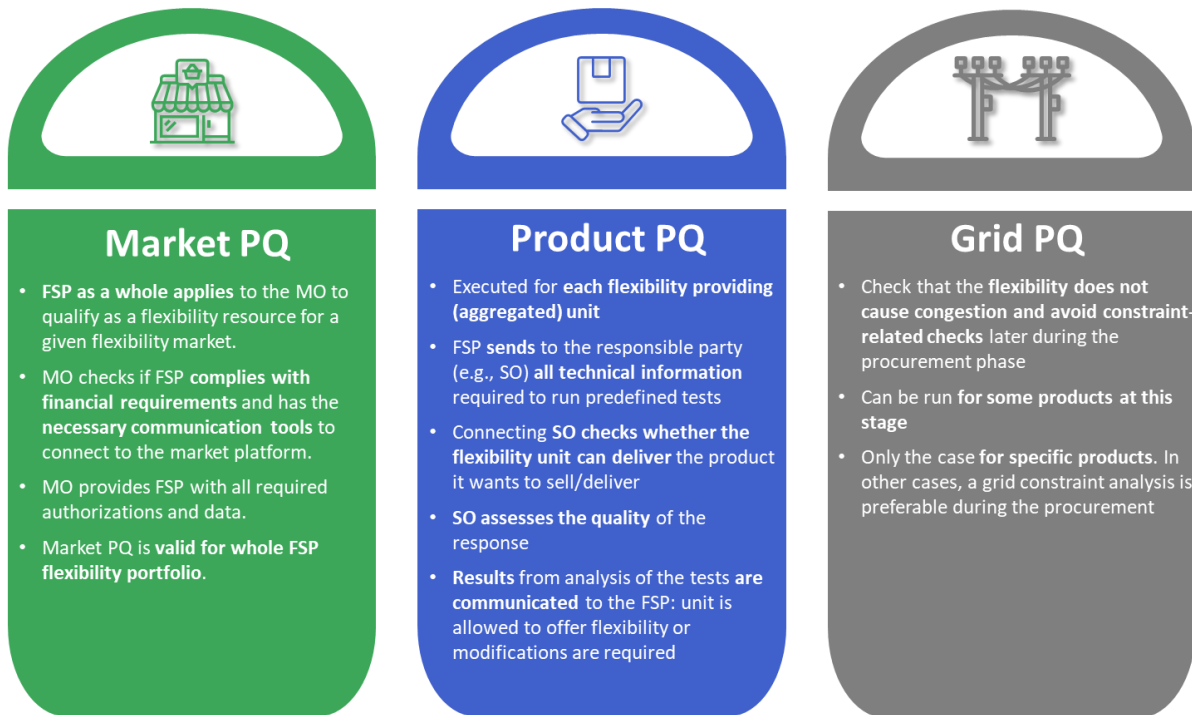 Market PQ
• FSP as a whole applies to the MO to
qualify as a flexibility resource for a
given flexibility market.
• MO checks if FSP complies with
financial requirements and has the
necessary communication tools to
connect to the market platform.
• MO provides FSP with all required
authorizations and data.
• Market PQ is valid for whole FSP
flexibility portfolio.
Product PQ
• Executed for each flexibility providing
(aggregated) unit
• FSP sends to the responsible party
(e.g., SO) all technical information
required to run predefined tests
• Connecting SO checks whether the
flexibility unit can deliver the product
it wants to sell/deliver
• SO assesses the quality of the
response
• Results from analysis of the tests are
communicated to the FSP: unit is
allowed to offer flexibility or
modifications are required
Grid PQ
• Check that the flexibility does not
cause congestion and avoid constraint-
related checks later during the
procurement phase
• Can be run for some products at this
stage
• Only the case for specific products. In
other cases, a grid constraint analysis is
preferable during the procurement